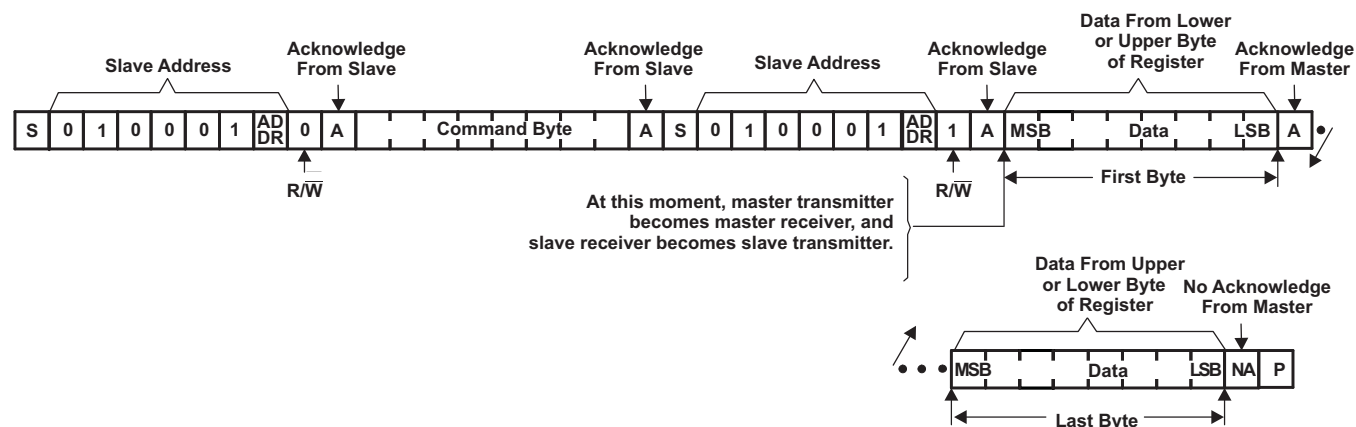 Data From Lower
or Upper Byte
of Register
Slave Address
Acknowledge
From Slave
Acknowledge
From Slave
Slave Address
Acknowledge
From Slave
Acknowledge
From Master
S 0 1 0 0 0 1 AD DR 0 A Command Byte A S 0 1 0 0 0 1 AD DR 1 A MSB Data LSB A
R/W̅
R/W̅
First Byte
At this moment, master transmitter
becomes master receiver, and
slave receiver becomes slave transmitter.
Data From Upper
or Lower Byte
of Register
No Acknowledge
From Master
MSB Data LSB NA P
Last Byte